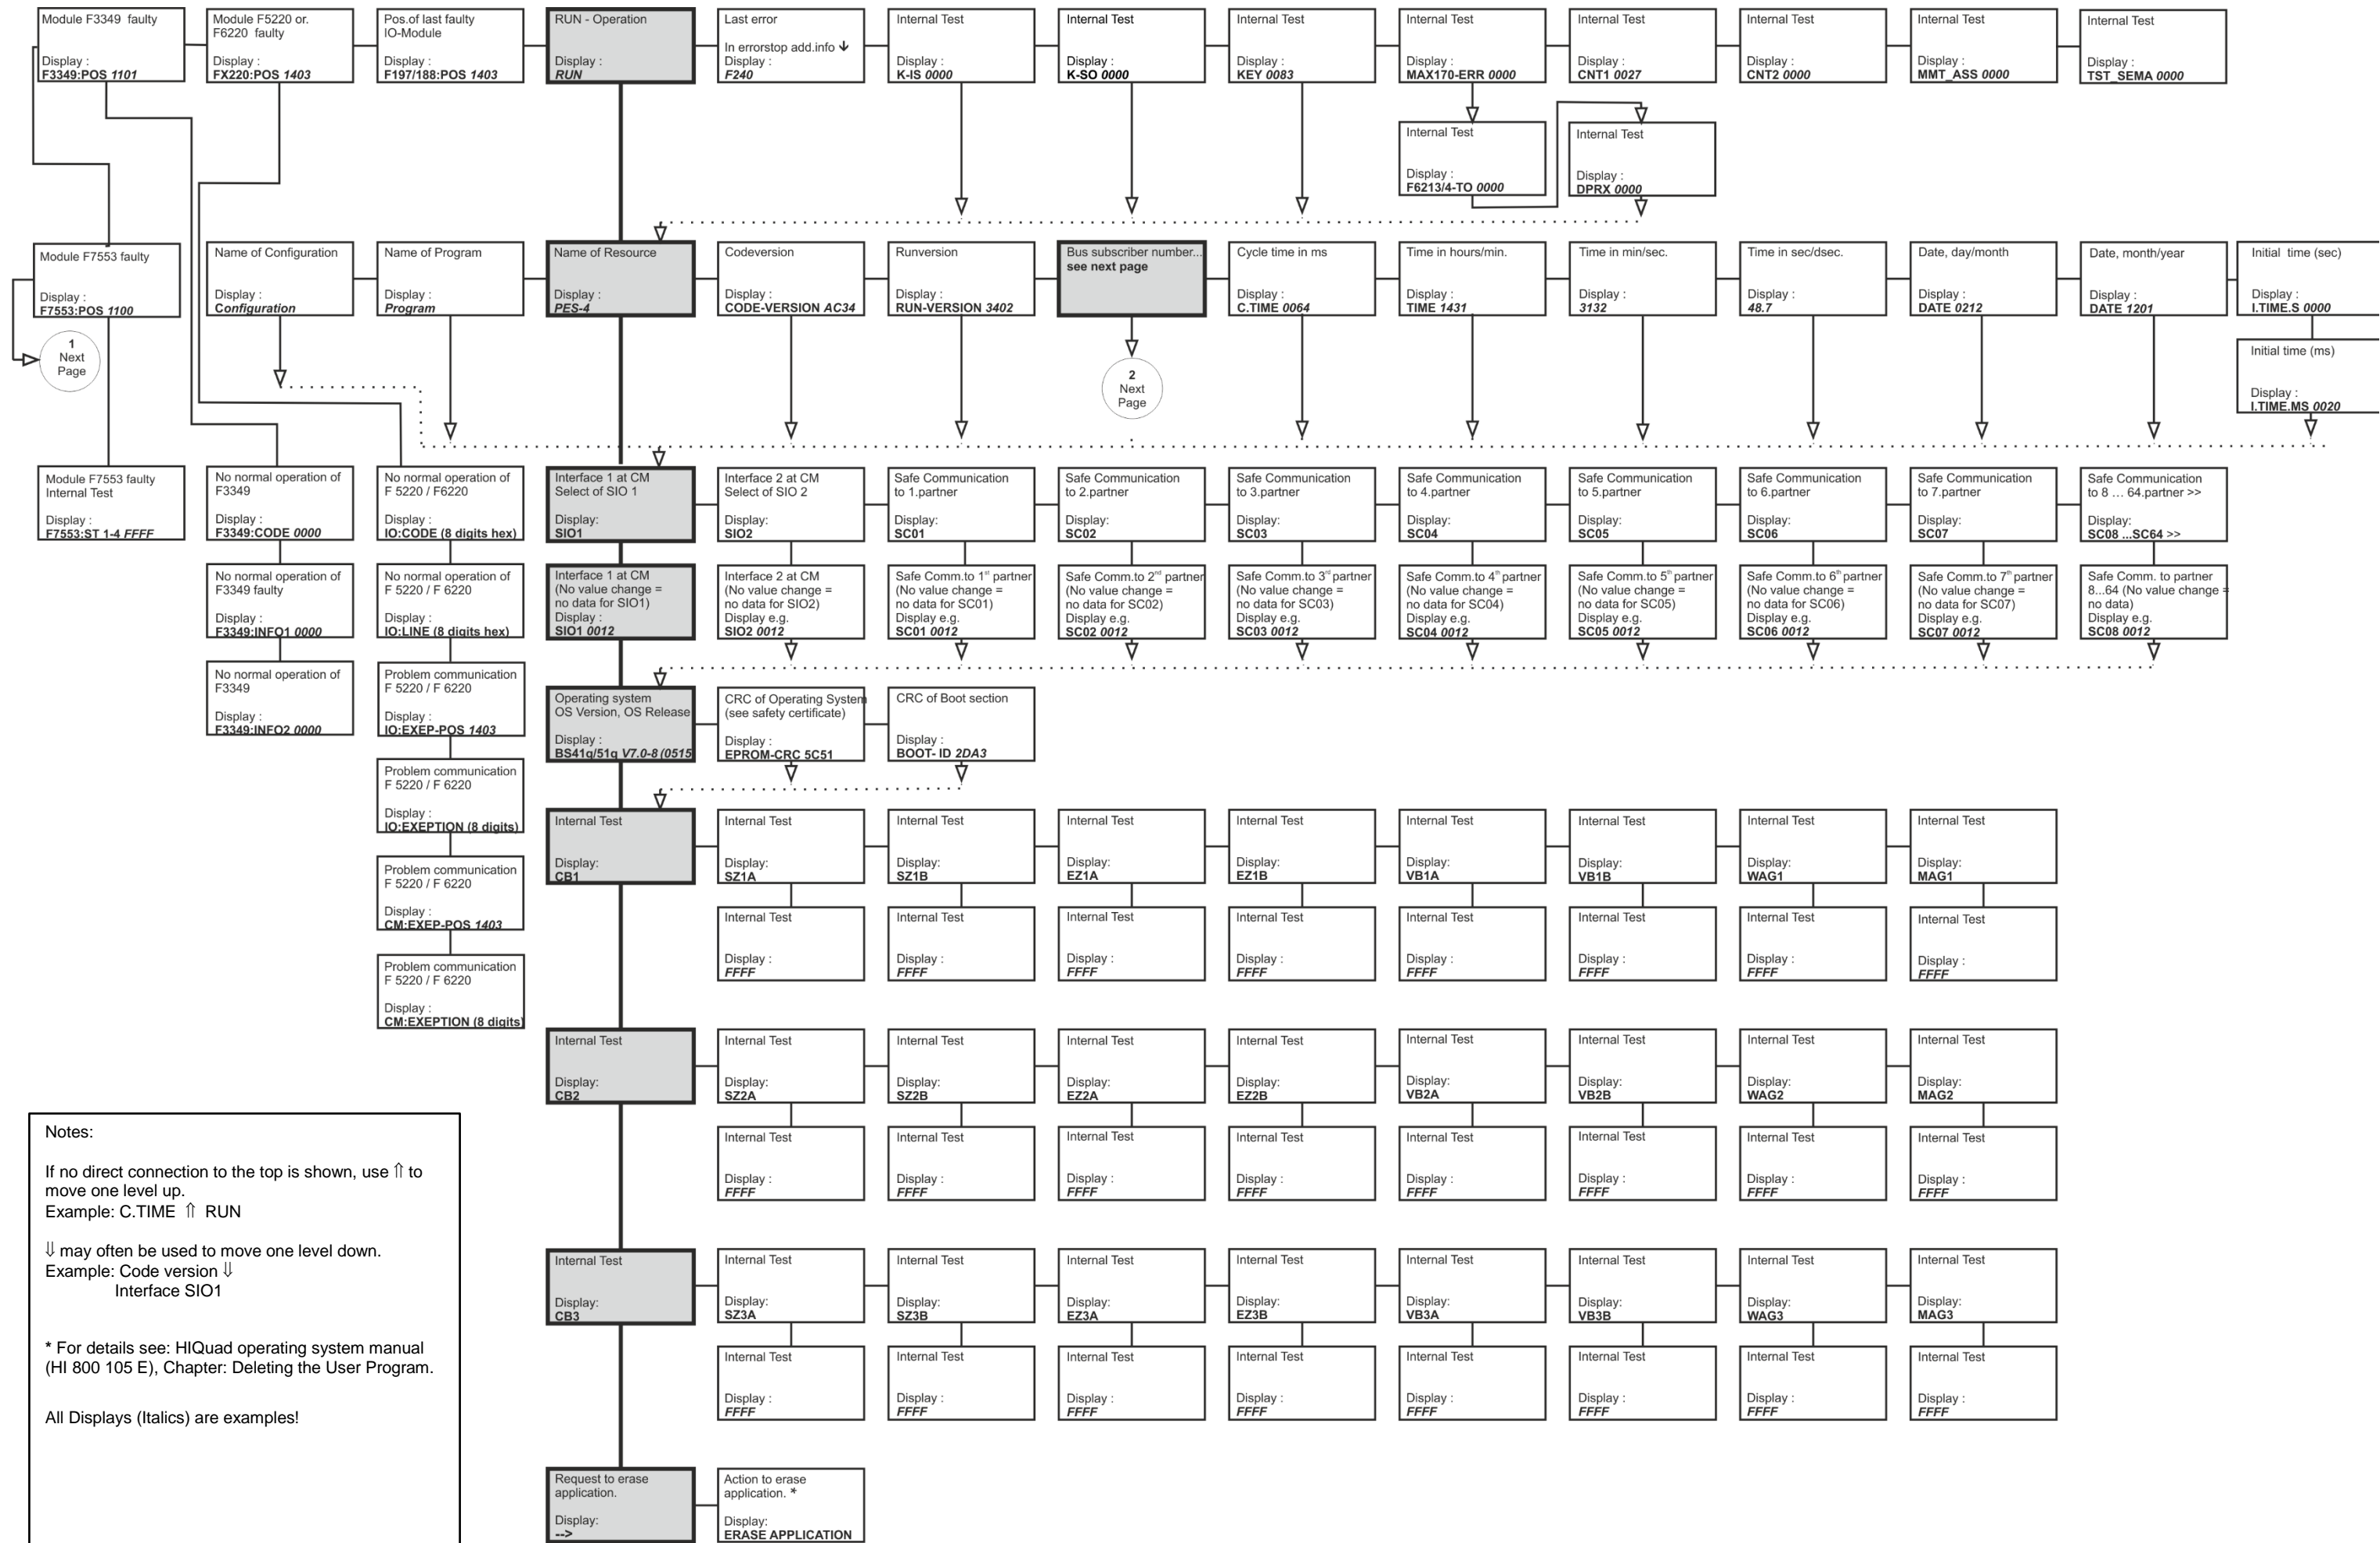 Module F3349 faulty
Display :
F3349:POS 1101
Module F5220 or.
F6220 faulty
Display :
FX220:POS 1403
Pos.of last faulty
IO-Module
Display :
F197/188:POS 1403
RUN - Operation
Display :
RUN
Last error
In errorstop add.info ↓
Display :
F240
Internal Test
Display :
K-IS 0000
Internal Test
Display :
K-SO 0000
Internal Test
Display :
KEY 0083
Internal Test
Display :
MAX170-ERR 0000
Internal Test
Display :
CNT1 0027
Internal Test
Display :
CNT2 0000
Internal Test
Display :
MMT_ASS 0000
Internal Test
Display :
TST_SEMA 0000
Internal Test
Display :
F6213/4-TO 0000
Internal Test
Display :
DPRX 0000
Module F7553 faulty
Display :
F7553:POS 1100
Name of Configuration
Display :
Configuration
Name of Program
Display :
Program
Name of Resource
Display :
PES-4
Codeversion
Display :
CODE-VERSION AC34
Runversion
Display :
RUN-VERSION 3402
Bus subscriber number...
see next page
Cycle time in ms
Display :
C.TIME 0064
Time in hours/min.
Display :
TIME 1431
Time in min/sec.
Display :
3132
Time in sec/dsec.
Display :
48.7
Date, day/month
Display :
DATE 0212
Date, month/year
Display :
DATE 1201
Initial time (sec)
Display :
I.TIME.S 0000
1
Next
Page
2
Next
Page
Initial time (ms)
Display :
I.TIME.MS 0020
Module F7553 faulty
Internal Test
Display :
F7553:ST 1-4 FFFF
No normal operation of
F3349
Display :
F3349:CODE 0000
No normal operation of
F 5220 / F6220
Display :
IO:CODE (8 digits hex)
Interface 1 at CM
Select of SIO 1
Display:
SIO1
Interface 2 at CM
Select of SIO 2
Display:
SIO2
Safe Communication
to 1.partner
Display:
SC01
Safe Communication
to 2.partner
Display:
SC02
Safe Communication
to 3.partner
Display:
SC03
Safe Communication
to 4.partner
Display:
SC04
Safe Communication
to 5.partner
Display:
SC05
Safe Communication
to 6.partner
Display:
SC06
Safe Communication
to 7.partner
Display:
SC07
Safe Communication
to 8 ... 64.partner >>
Display:
SC08 ...SC64 >>
No normal operation of
F3349 faulty
Display :
F3349:INFO1 0000
No normal operation of
F 5220 / F 6220
Display :
IO:LINE (8 digits hex)
Interface 1 at CM
(No value change =
no data for SIO1)
Display :
SIO1 0012
Interface 2 at CM
(No value change =
no data for SIO2)
Display e.g.
SIO2 0012
Safe Comm.to 1st partner
(No value change =
no data for SC01)
Display e.g.
SC01 0012
Safe Comm.to 2nd partner
(No value change =
no data for SC02)
Display e.g.
SC02 0012
Safe Comm.to 3rd partner
(No value change =
no data for SC03)
Display e.g.
SC03 0012
Safe Comm.to 4th partner
(No value change =
no data for SC04)
Display e.g.
SC04 0012
Safe Comm.to 5th partner
(No value change =
no data for SC05)
Display e.g.
SC05 0012
Safe Comm.to 6th partner
(No value change =
no data for SC06)
Display e.g.
SC06 0012
Safe Comm.to 7th partner
(No value change =
no data for SC07)
Display e.g.
SC07 0012
Safe Comm. to partner
8...64 (No value change =
no data)
Display e.g.
SC08 0012
No normal operation of
F3349
Display :
F3349:INFO2 0000
Problem communication
F 5220 / F 6220
Display :
IO:EXEP-POS 1403
Operating system
OS Version, OS Release
Display :
BS41q/51q V7.0-8 (0515
CRC of Operating System
(see safety certificate)
Display :
EPROM-CRC 5C51
CRC of Boot section
Display :
BOOT- ID 2DA3
Problem communication
F 5220 / F 6220
Display :
IO:EXEPTION (8 digits)
Problem communication
F 5220 / F 6220
Display :
CM:EXEP-POS 1403
Problem communication
F 5220 / F 6220
Display :
CM:EXEPTION (8 digits)
Internal Test
Display:
CB1
Internal Test
Display:
SZ1A
Internal Test
Display:
SZ1B
Internal Test
Display:
EZ1A
Internal Test
Display:
EZ1B
Internal Test
Display:
VB1A
Internal Test
Display:
VB1B
Internal Test
Display:
WAG1
Internal Test
Display:
MAG1
Internal Test
Display :
FFFF
Internal Test
Display :
FFFF
Internal Test
Display :
FFFF
Internal Test
Display :
FFFF
Internal Test
Display :
FFFF
Internal Test
Display :
FFFF
Internal Test
Display :
FFFF
Internal Test
Display :
FFFF
Internal Test
Display:
CB2
Internal Test
Display:
SZ2A
Internal Test
Display:
SZ2B
Internal Test
Display:
EZ2A
Internal Test
Display:
EZ2B
Internal Test
Display:
VB2A
Internal Test
Display:
VB2B
Internal Test
Display:
WAG2
Internal Test
Display:
MAG2
Internal Test
Display :
FFFF
Internal Test
Display :
FFFF
Internal Test
Display :
FFFF
Internal Test
Display :
FFFF
Internal Test
Display :
FFFF
Internal Test
Display :
FFFF
Internal Test
Display :
FFFF
Internal Test
Display :
FFFF
Internal Test
Display:
CB3
Internal Test
Display:
SZ3A
Internal Test
Display:
SZ3B
Internal Test
Display:
EZ3A
Internal Test
Display:
EZ3B
Internal Test
Display:
VB3A
Internal Test
Display:
VB3B
Internal Test
Display:
WAG3
Internal Test
Display:
MAG3
Internal Test
Display :
FFFF
Internal Test
Display :
FFFF
Internal Test
Display :
FFFF
Internal Test
Display :
FFFF
Internal Test
Display :
FFFF
Internal Test
Display :
FFFF
Internal Test
Display :
FFFF
Internal Test
Display :
FFFF
Request to erase
application.
Display:
-->
Action to erase
application. *
Display:
ERASE APPLICATION
Notes:
If no direct connection to the top is shown, use ⇑ to
move one level up.
Example: C.TIME ⇑ RUN
⇓ may often be used to move one level down.
Example: Code version ⇓
Interface SIO1
* For details see: HIQuad operating system manual
(HI 800 105 E), Chapter: Deleting the User Program.
All Displays (Italics) are examples!